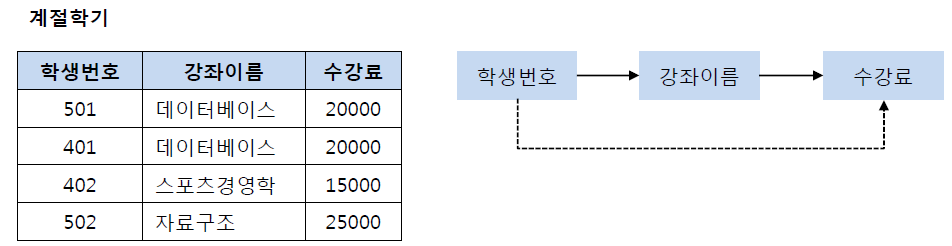 계절학기
학생번호 강좌이름 수강료
501 데이터베이스 20000
401 데이터베이스 20000
402 스포츠경영학 15000
502 자료구조 25000
학생번호 강좌이름 수강료